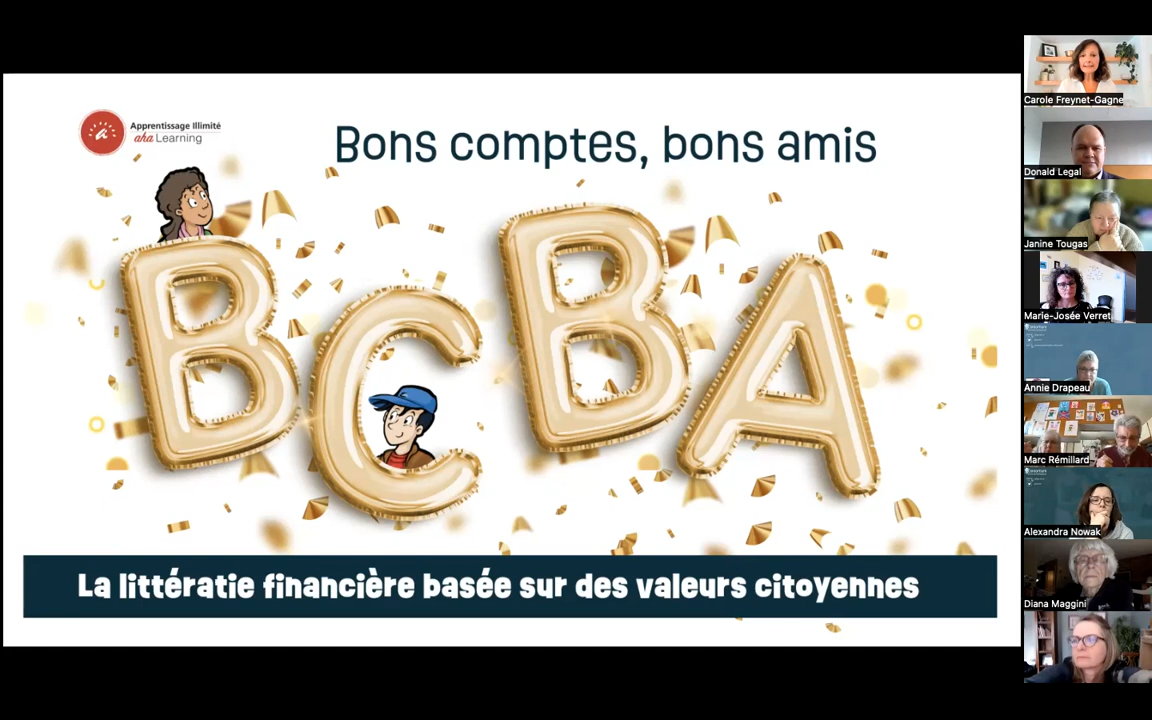 Apprentissage Illimité
aha Learning
Bons comptes, bons amis
BCBA
La littératie financière basée sur des valeurs citoyennes
Carole Freynet-Gagné
Donald Legal
Janine Tougas
Marie-Josée Verret
Annie Drapeau
Marc Rémillard
Alexandra Nowak
Diana Maggini